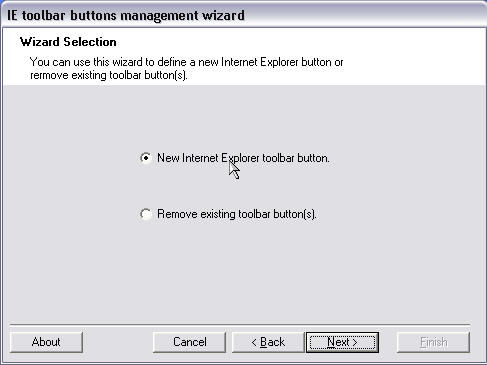 IE toolbar buttons management wizard
Wizard Selection
You can use this wizard to define a new Internet Explorer button or
remove existing toolbar button(s).
New Internet Explorer toolbar button.
Remove existing toolbar button(s).
About Cancel < Back Next > Finish